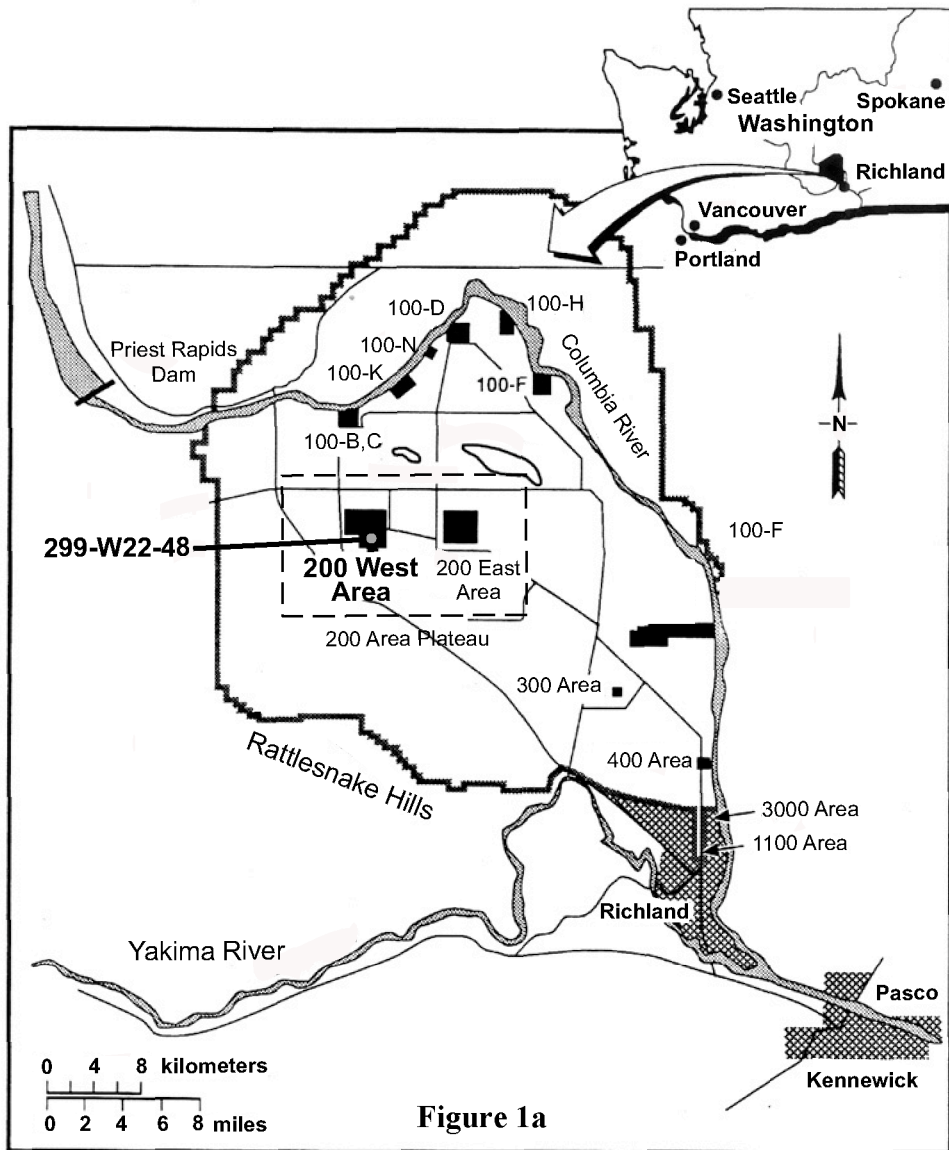 Seattle
Spokane
Washington
Richland
Vancouver
Portland
100-D
100-H
Priest Rapids
Dam
100-N
100-K
100-F
Columbia River
100-B,C
N
299-W22-48
200 West
Area
200 East
Area
100-F
200 Area Plateau
300 Area
Rattlesnake Hills
400 Area
3000 Area
1100 Area
Richland
Yakima River
Pasco
Kennewick
0 4 8 kilometers
0 2 4 6 8 miles
Figure 1a